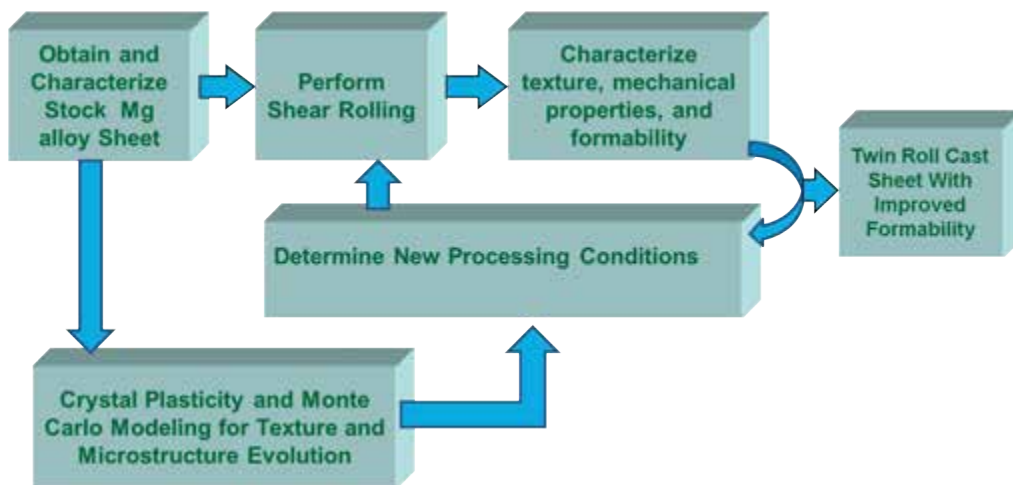 Obtain and
Characterize
Stock Mg
alloy Sheet
Perform
Shear Rolling
Characterize
texture, mechanical
properties, and
formability
Twin Roll Cast
Sheet With
Improved
Formability
Determine New Processing Conditions
Crystal Plasticity and Monte
Carlo Modeling for Texture and
Microstructure Evolution